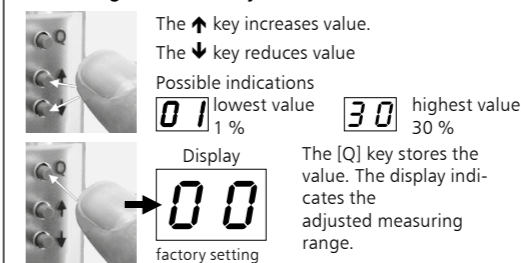 The ↑ key increases value.
The ↓ key reduces value
Possible indications
01 lowest value
1 %
30 highest value
30 %
Q
Display
00
factory setting
The [Q] key stores the
value. The display indi-
cates the
adjusted measuring
range.
Q